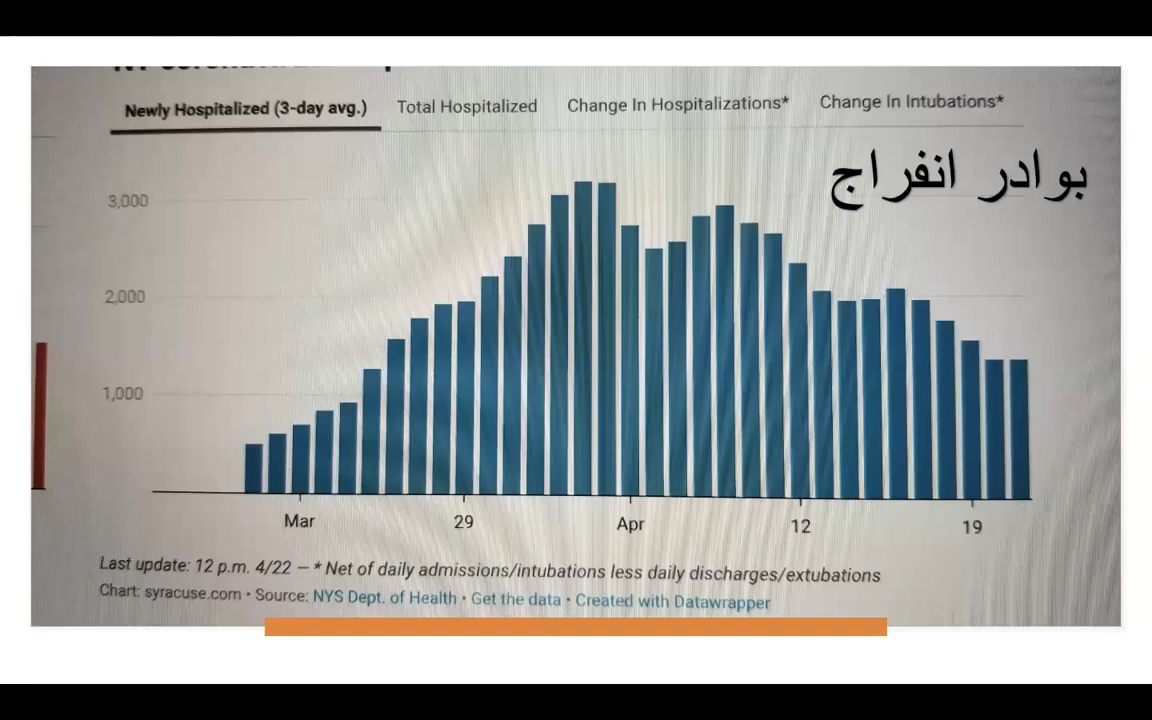 Newly Hospitalized (3-day avg.) Total Hospitalized Change In Hospitalizations* Change In Intubations*
بوادر انفراج
3,000
2,000
1,000
Mar 29 Apr 12 19
Last update: 12 p.m. 4/22 — * Net of daily admissions/intubations less daily discharges/extubations
Chart: syracuse.com • Source: NYS Dept. of Health • Get the data • Created with Datawrapper